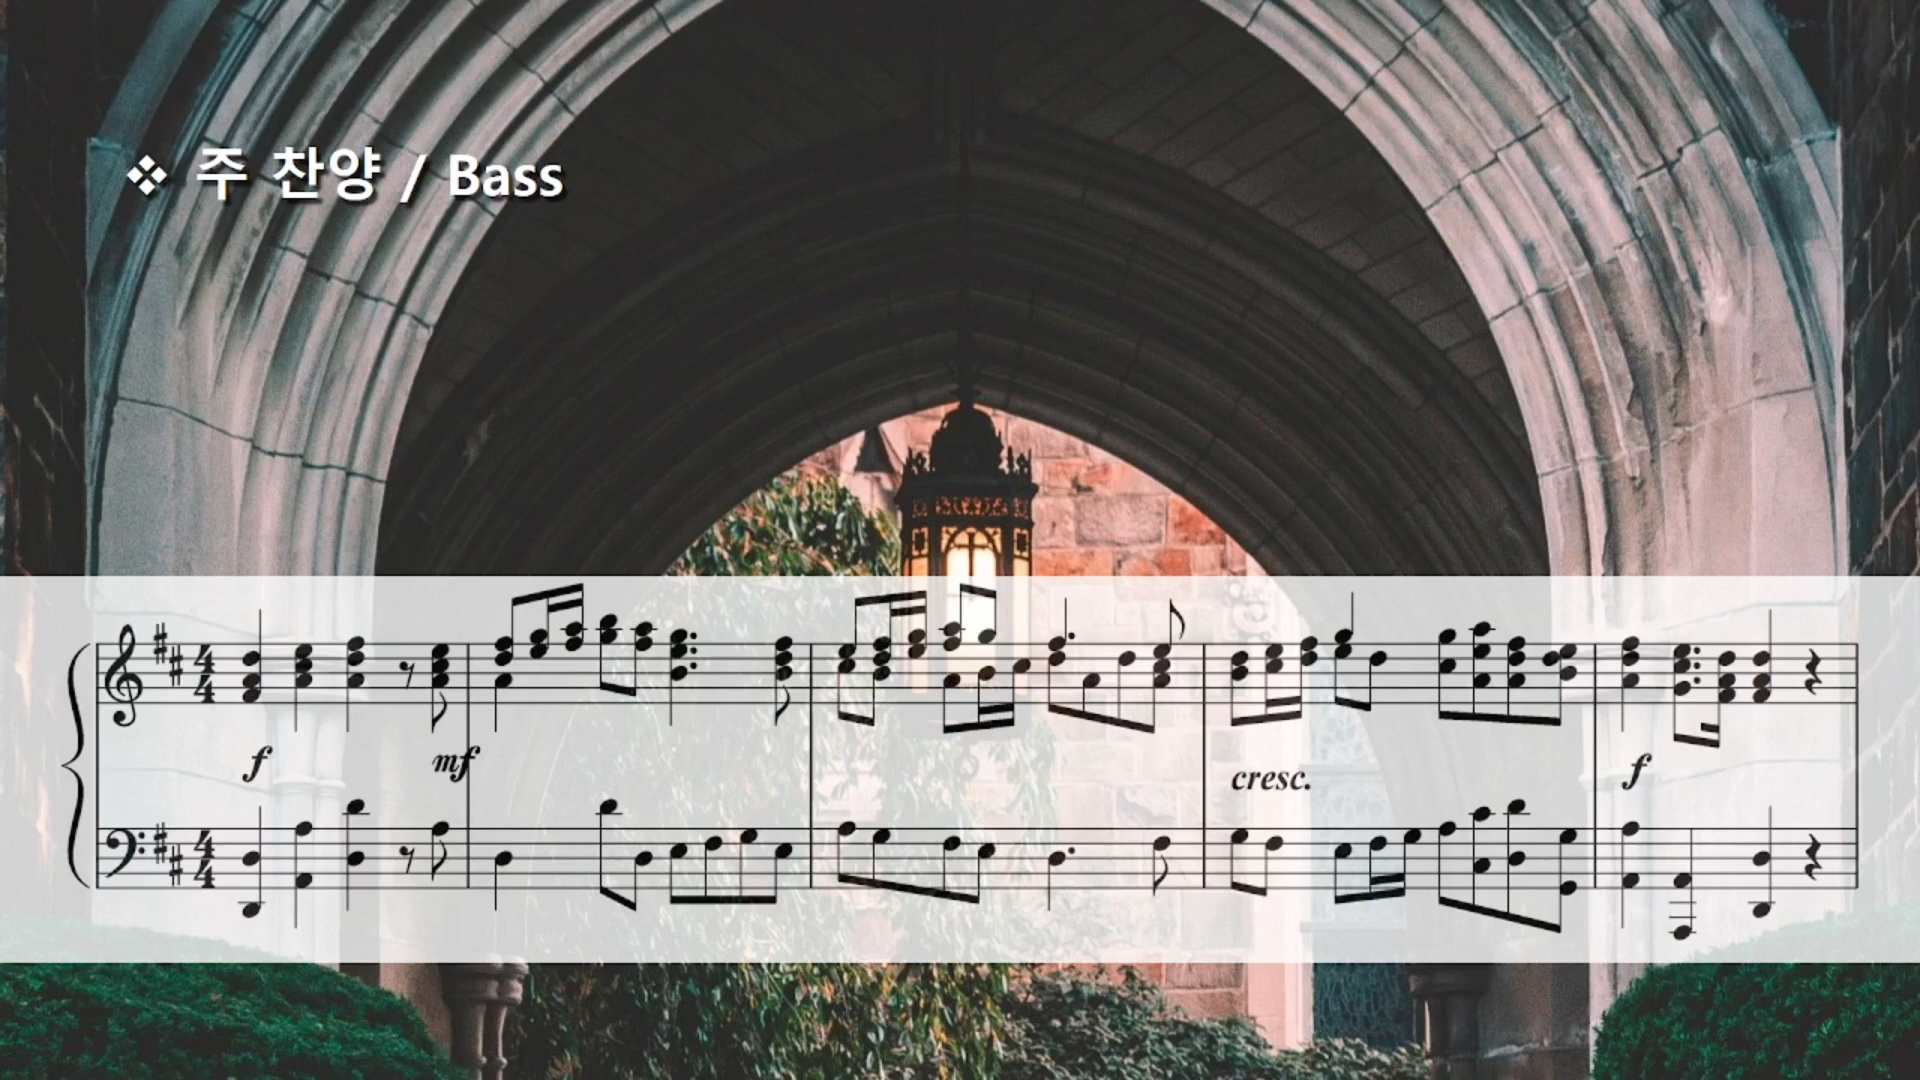 ❖ 주 찬양 / Bass
f
mf
cresc.
f